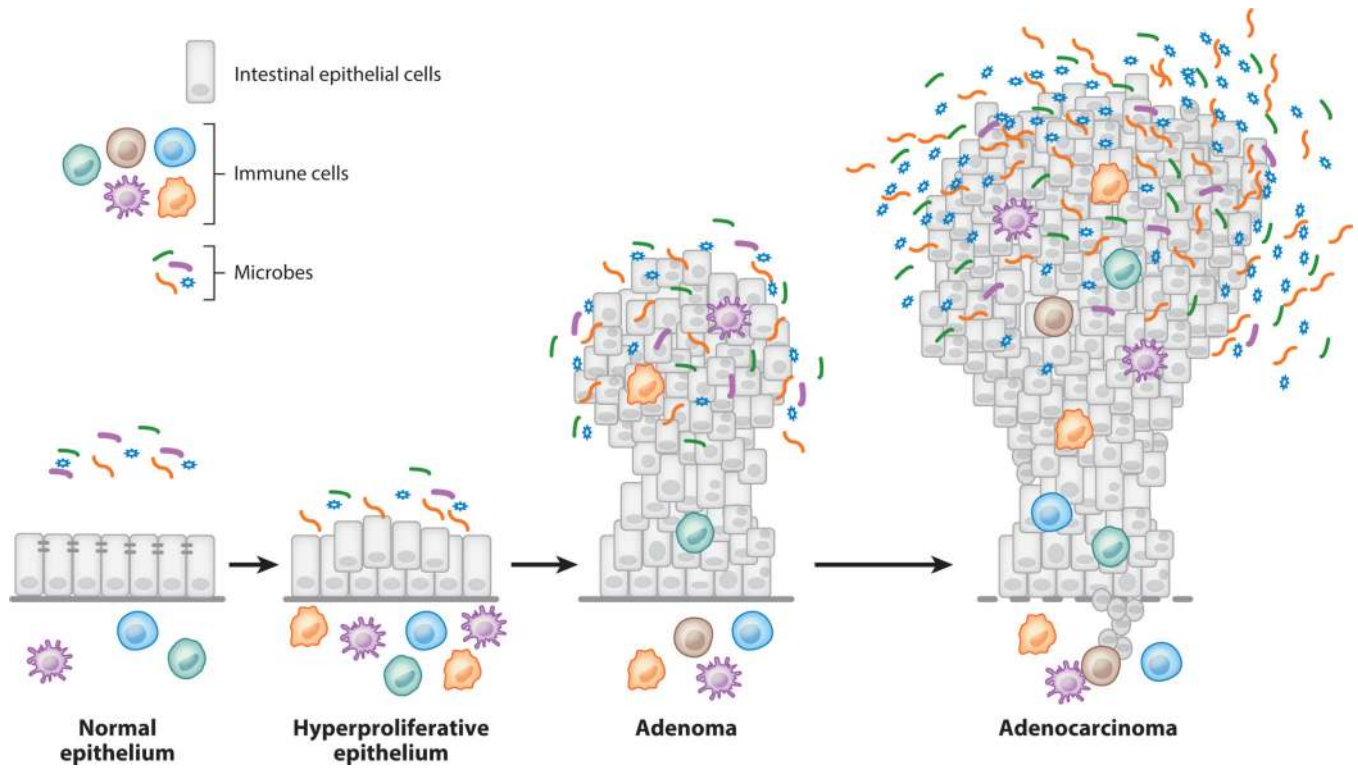 Intestinal epithelial cells
Immune cells
Microbes
Normal
epithelium
Hyperproliferative
epithelium
Adenoma
Adenocarcinoma